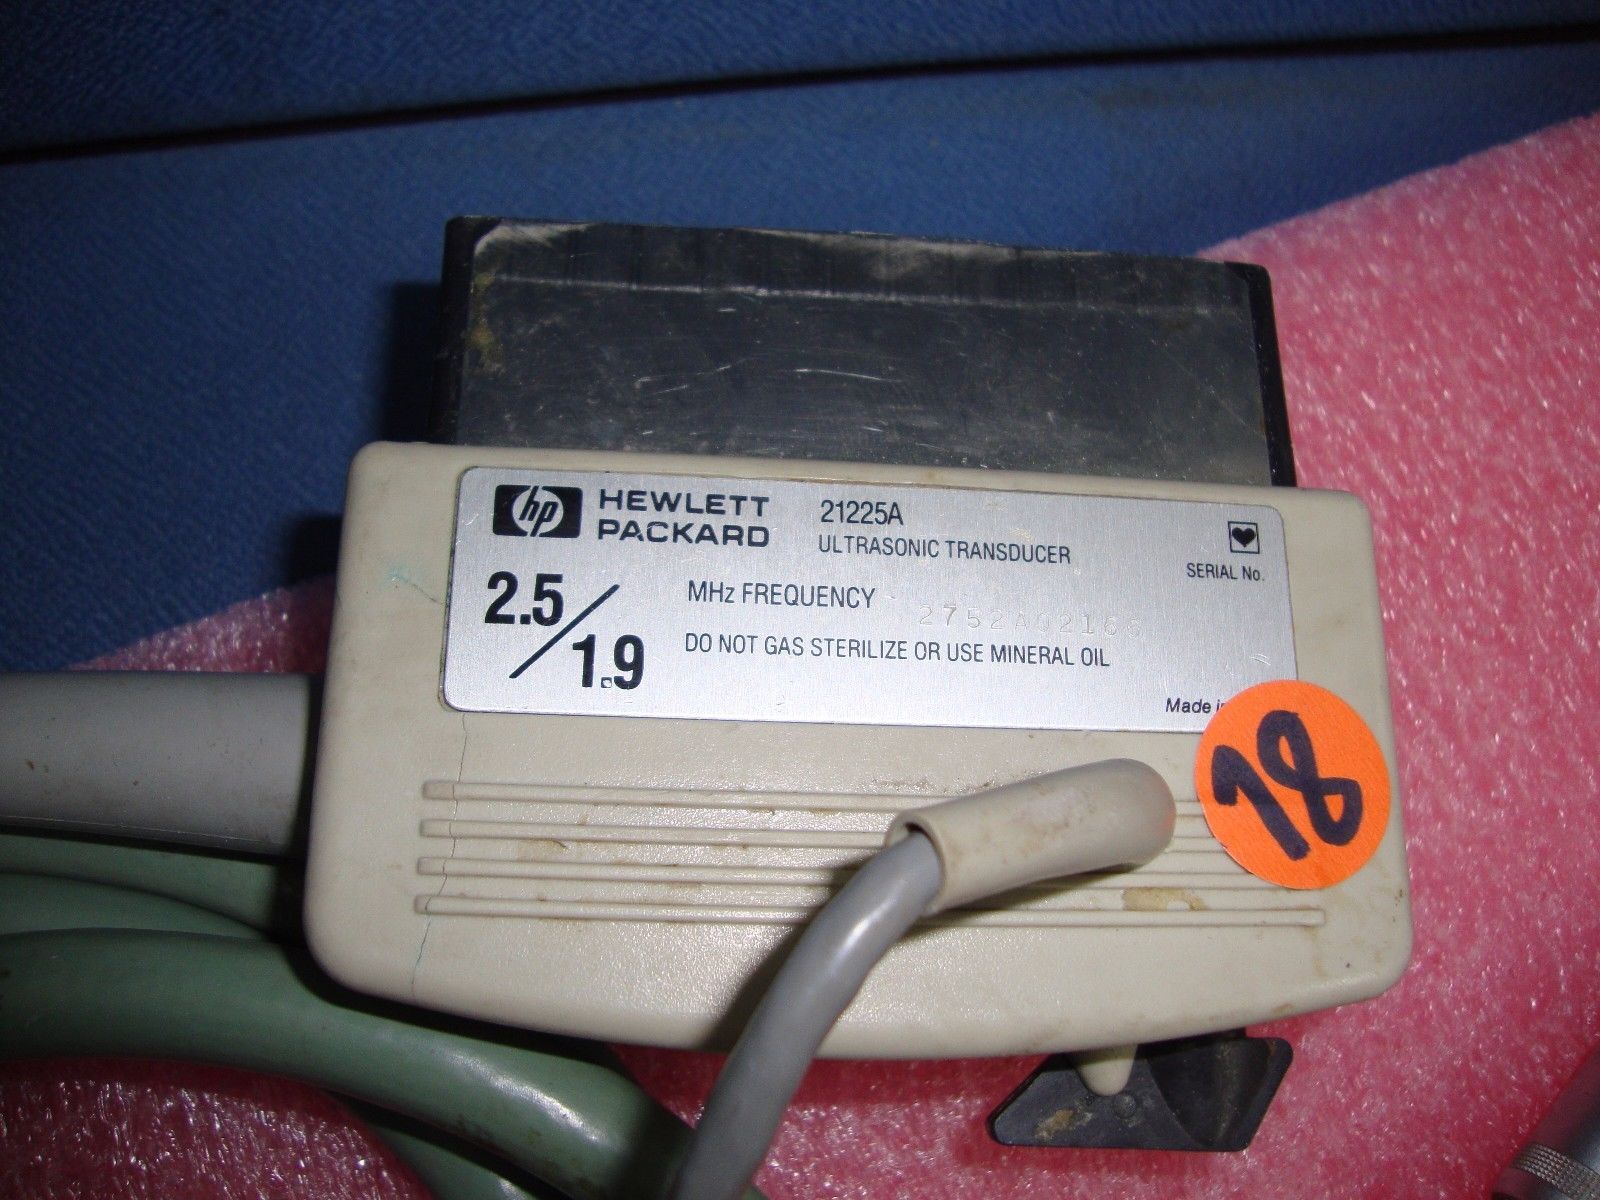 hp HEWLETT PACKARD
21225A
ULTRASONIC TRANSDUCER
SERIAL No.
2.5/1.9
MHz FREQUENCY
DO NOT GAS STERILIZE OR USE MINERAL OIL
Made
18